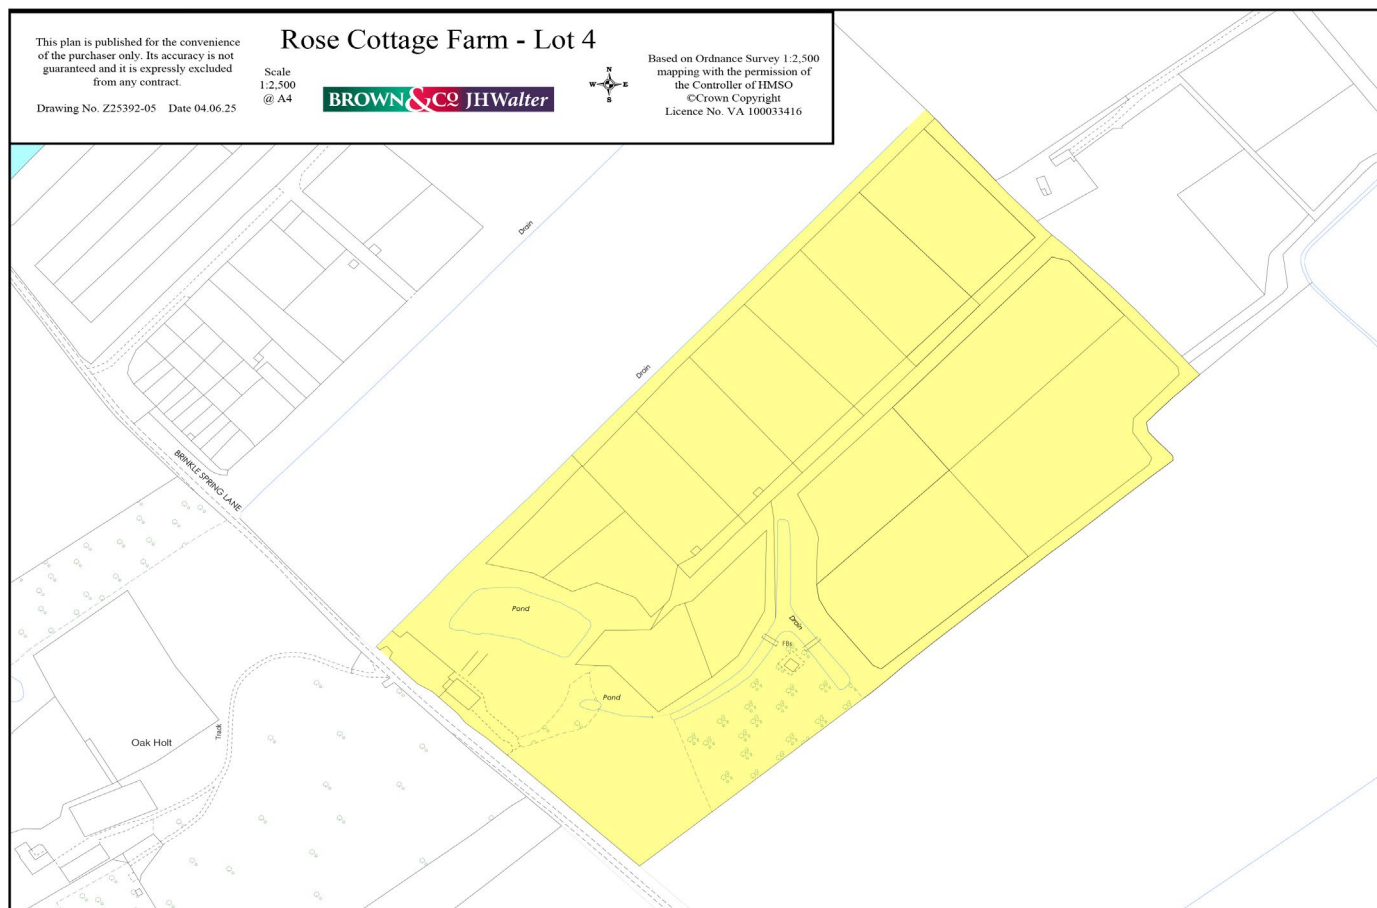 This plan is published for the convenience
of the purchaser only. Its accuracy is not
guaranteed and it is expressly excluded
from any contract.
Drawing No. Z25392-05 Date 04.06.25
Rose Cottage Farm - Lot 4
Scale
1:2,500
@ A4
BROWN&CO JHWalter
N
W E
S
Based on Ordnance Survey 1:2,500
mapping with the permission of
the Controller of HMSO
©Crown Copyright
Licence No. VA 100033416
Drain
Drain
BRINKLE SPRING LANE
Pond
Drain
FBs
Pond
Track
Oak Holt